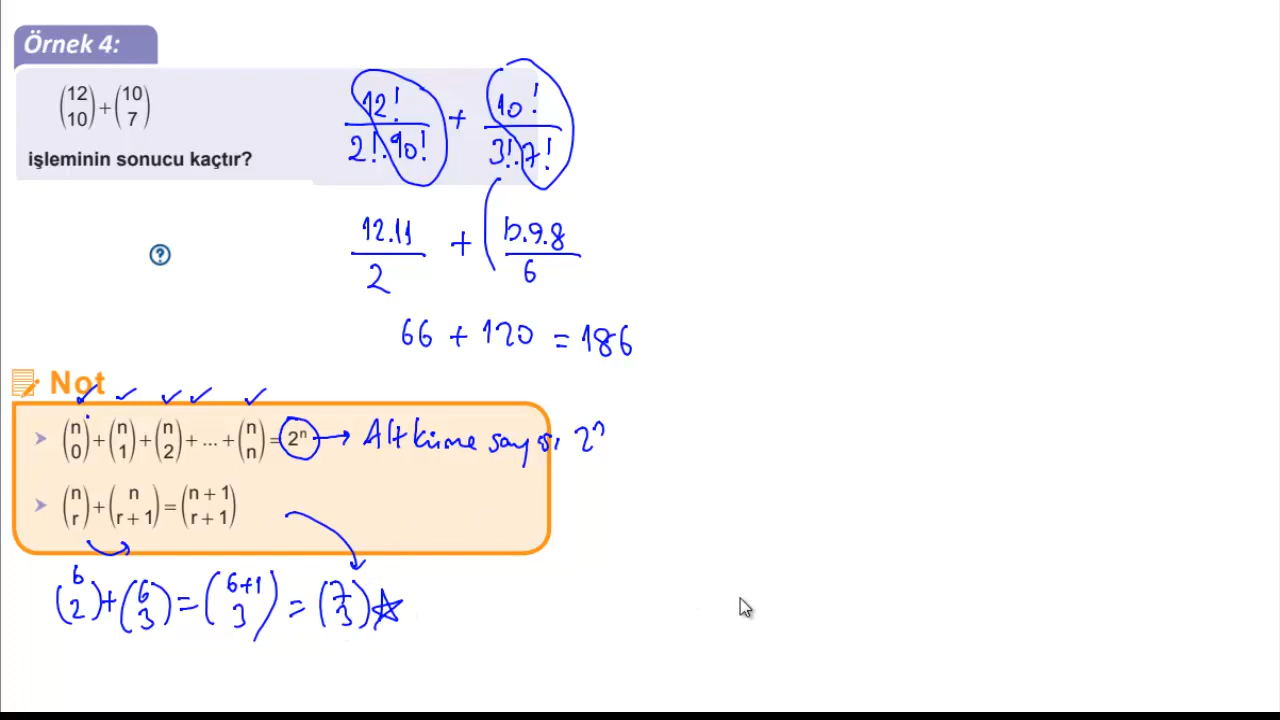 Örnek 4:
(12 10) + (10 7)
işleminin sonucu kaçtır?
12! / 2!.10! + 10! / 3!.7!
12.11 / 2 + 10.9.8 / 6
66 + 120 = 186
Not
(n 0) + (n 1) + (n 2) + ... + (n n) = 2ⁿ → Alt küme sayısı 2ⁿ
(n r) + (n r + 1) = (n + 1 r + 1)
(6 2) + (6 3) = (6+1 3) = (7 3)